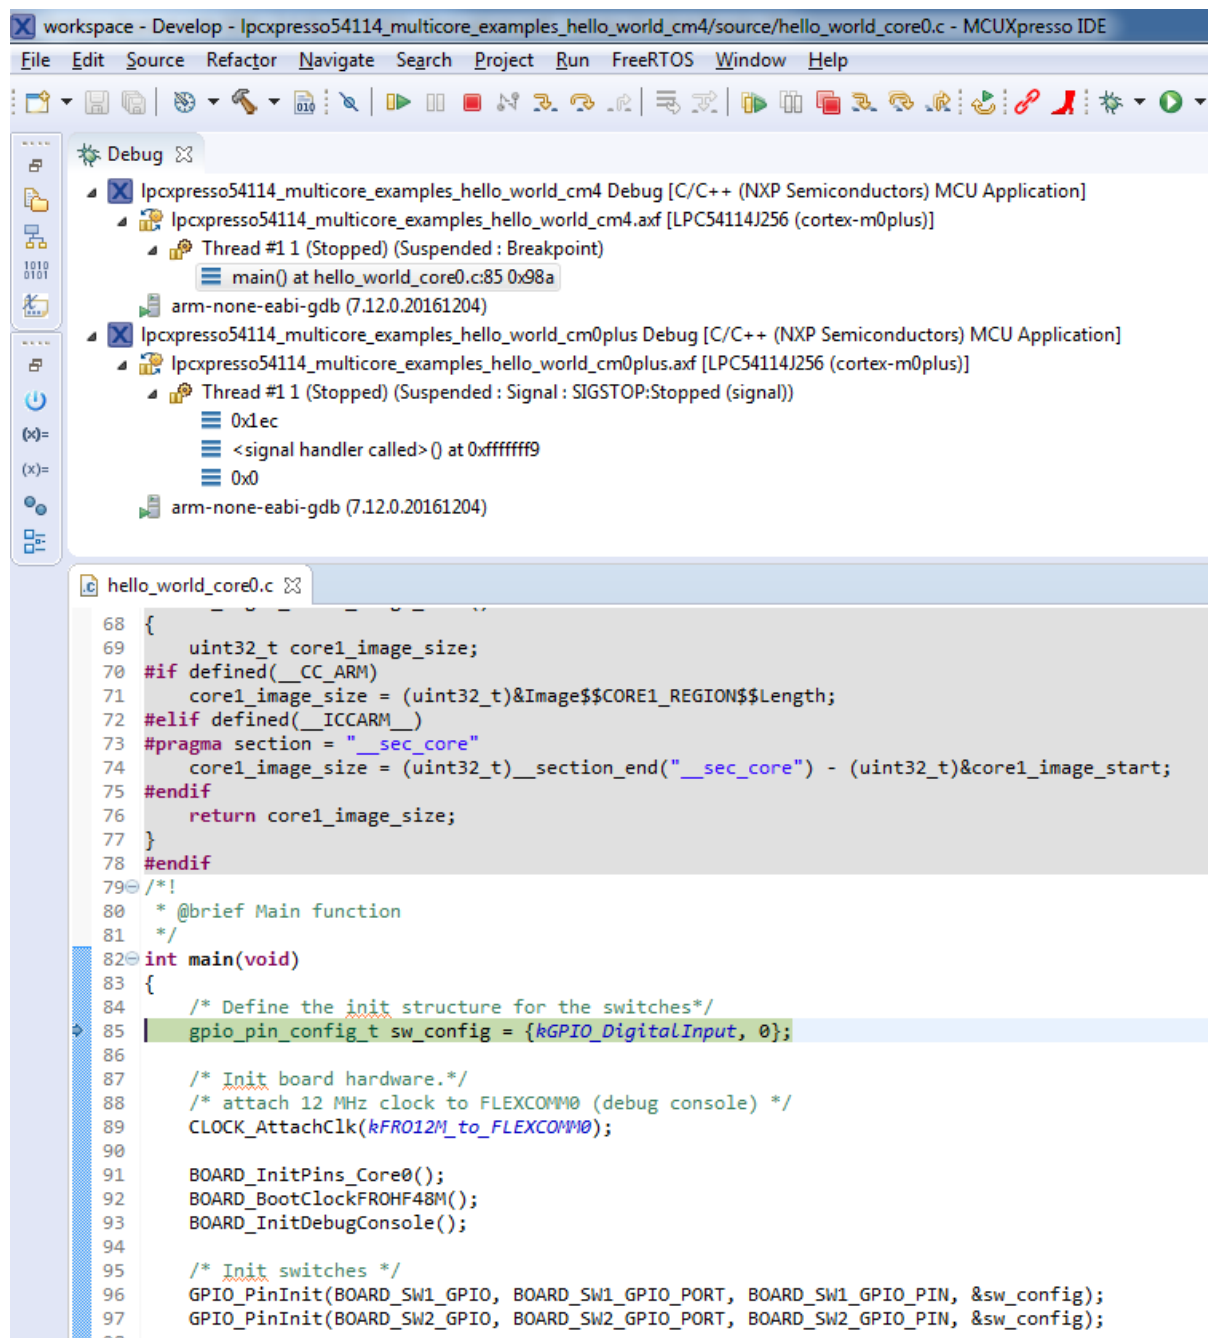 workspace - Develop - lpcxpresso54114_multicore_examples_hello_world_cm4/source/hello_world_core0.c - MCUXpresso IDE
File Edit Source Refactor Navigate Search Project Run FreeRTOS Window Help
Debug
lpcxpresso54114_multicore_examples_hello_world_cm4 Debug [C/C++ (NXP Semiconductors) MCU Application]
lpcxpresso54114_multicore_examples_hello_world_cm4.axf [LPC54114J256 (cortex-m0plus)]
Thread #1 1 (Stopped) (Suspended : Breakpoint)
main() at hello_world_core0.c:85 0x98a
arm-none-eabi-gdb (7.12.0.20161204)
lpcxpresso54114_multicore_examples_hello_world_cm0plus Debug [C/C++ (NXP Semiconductors) MCU Application]
lpcxpresso54114_multicore_examples_hello_world_cm0plus.axf [LPC54114J256 (cortex-m0plus)]
Thread #1 1 (Stopped) (Suspended : Signal : SIGSTOP:Stopped (signal))
0x1ec
<signal handler called>() at 0xfffffff9
0x0
arm-none-eabi-gdb (7.12.0.20161204)
hello_world_core0.c
68 {
69     uint32_t core1_image_size;
70 #if defined(__CC_ARM)
71     core1_image_size = (uint32_t)&Image$$CORE1_REGION$$Length;
72 #elif defined(__ICCARM__)
73 #pragma section = "__sec_core"
74     core1_image_size = (uint32_t)__section_end("__sec_core") - (uint32_t)&core1_image_start;
75 #endif
76     return core1_image_size;
77 }
78 #endif
79 /*!
80  * @brief Main function
81  */
82 int main(void)
83 {
84     /* Define the init structure for the switches*/
85     gpio_pin_config_t sw_config = {kGPIO_DigitalInput, 0};
86
87     /* Init board hardware.*/
88     /* attach 12 MHz clock to FLEXCOMM0 (debug console) */
89     CLOCK_AttachClk(kFRO12M_to_FLEXCOMM0);
90
91     BOARD_InitPins_Core0();
92     BOARD_BootClockFROHF48M();
93     BOARD_InitDebugConsole();
94
95     /* Init switches */
96     GPIO_PinInit(BOARD_SW1_GPIO, BOARD_SW1_GPIO_PORT, BOARD_SW1_GPIO_PIN, &sw_config);
97     GPIO_PinInit(BOARD_SW2_GPIO, BOARD_SW2_GPIO_PORT, BOARD_SW2_GPIO_PIN, &sw_config);